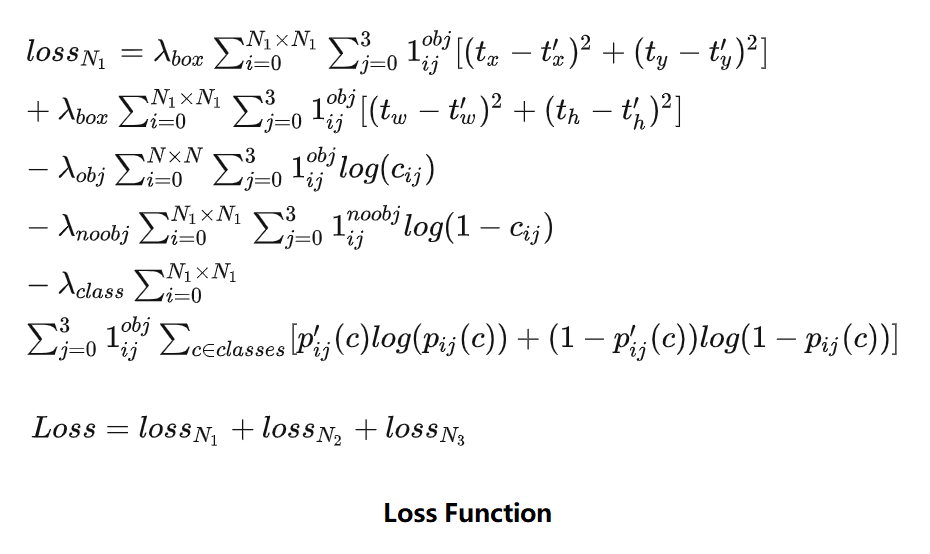 $loss_{N_1} = \lambda_{box} \sum_{i=0}^{N_1 \times N_1} \sum_{j=0}^{3} 1_{ij}^{obj} [(t_x - t'_x)^2 + (t_y - t'_y)^2]$
$+ \lambda_{box} \sum_{i=0}^{N_1 \times N_1} \sum_{j=0}^{3} 1_{ij}^{obj} [(t_w - t'_w)^2 + (t_h - t'_h)^2]$
$- \lambda_{obj} \sum_{i=0}^{N \times N} \sum_{j=0}^{3} 1_{ij}^{obj} log(c_{ij})$
$- \lambda_{noobj} \sum_{i=0}^{N_1 \times N_1} \sum_{j=0}^{3} 1_{ij}^{noobj} log(1 - c_{ij})$
$- \lambda_{class} \sum_{i=0}^{N_1 \times N_1}$
$\sum_{j=0}^{3} 1_{ij}^{obj} \sum_{c \in classes} [p'_{ij}(c) log(p_{ij}(c)) + (1 - p'_{ij}(c)) log(1 - p_{ij}(c))]$
$Loss = loss_{N_1} + loss_{N_2} + loss_{N_3}$
Loss Function